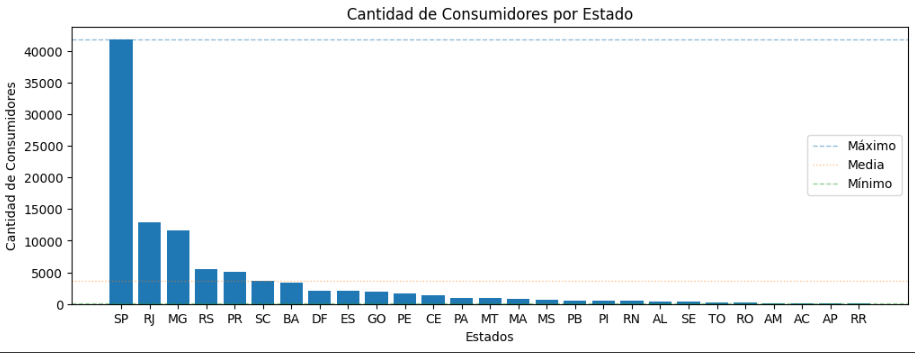 Cantidad de Consumidores por Estado
Cantidad de Consumidores
40000
35000
30000
25000
20000
15000
10000
5000
0
Máximo
Media
Mínimo
SP RJ MG RS PR SC BA DF ES GO PE CE PA MT MA MS PB PI RN AL SE TO RO AM AC AP RR
Estados